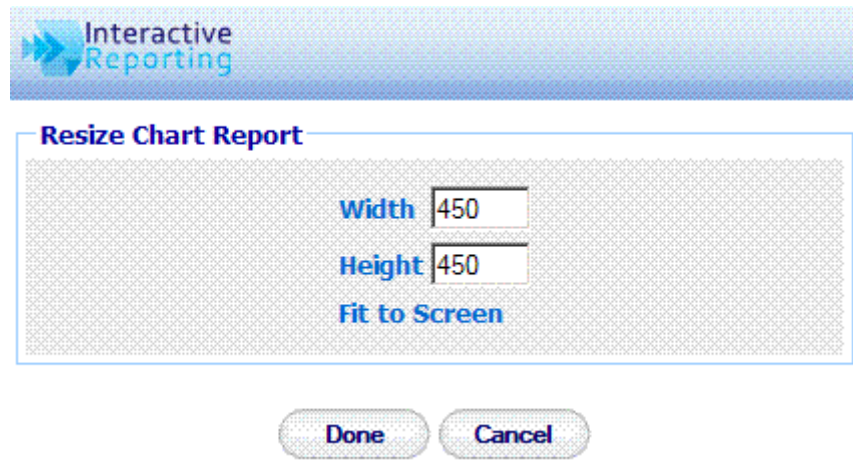 Interactive
Reporting
Resize Chart Report
Width 450
Height 450
Fit to Screen
Done Cancel